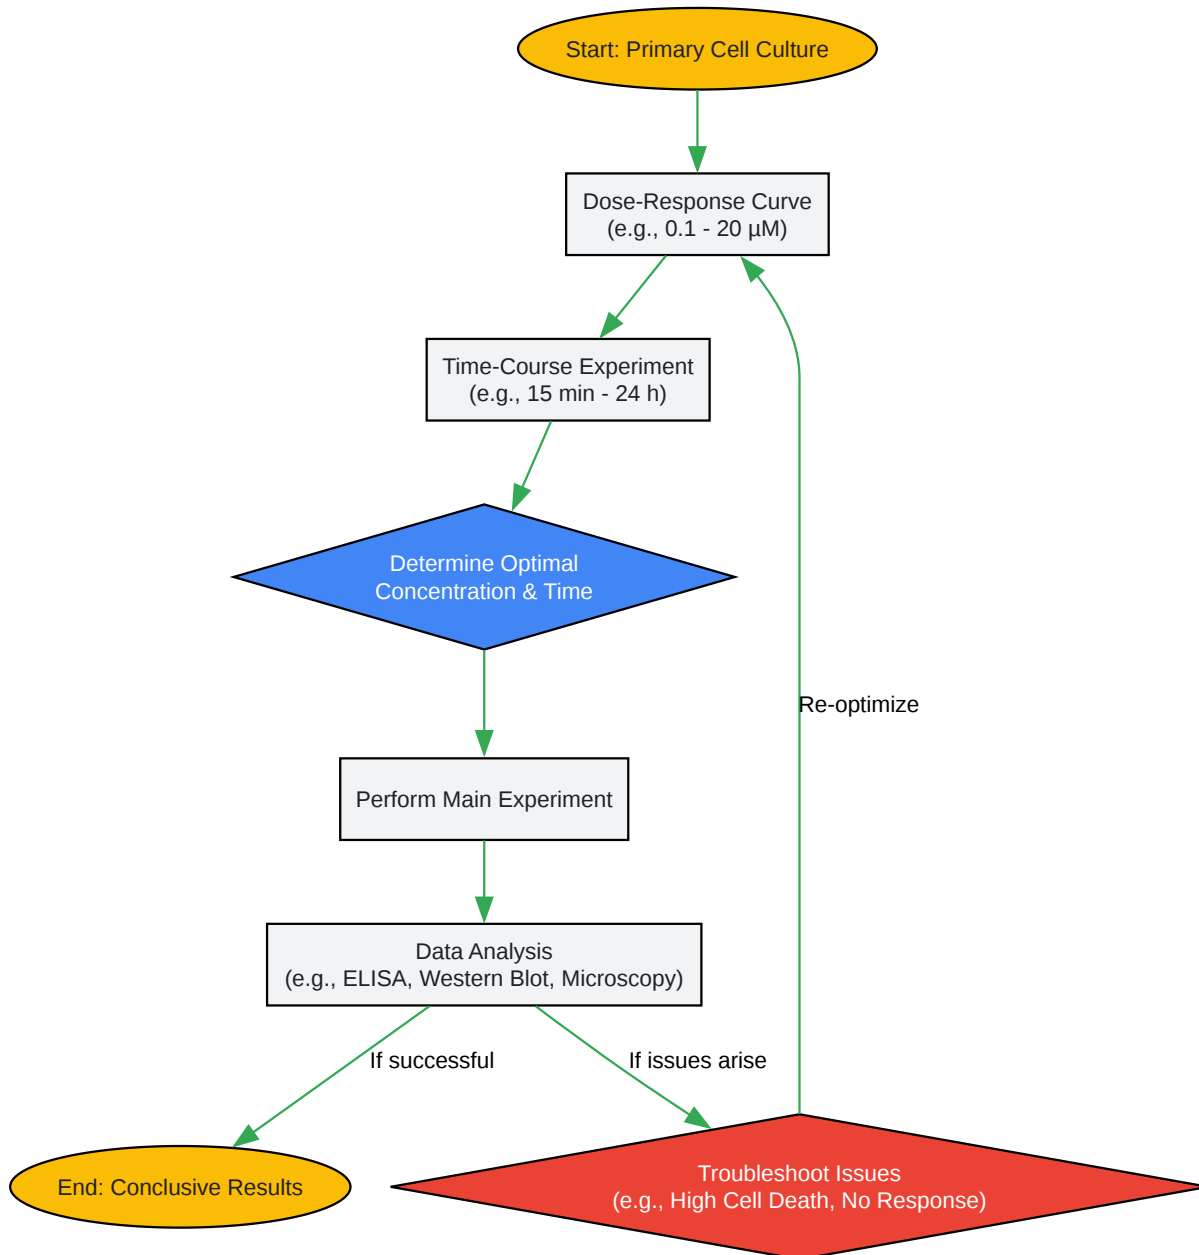 Start: Primary Cell Culture
Dose-Response Curve
(e.g., 0.1 - 20 µM)
Time-Course Experiment
(e.g., 15 min - 24 h)
Determine Optimal
Concentration & Time
Re-optimize
Perform Main Experiment
Data Analysis
(e.g., ELISA, Western Blot, Microscopy)
If successful
If issues arise
End: Conclusive Results
Troubleshoot Issues
(e.g., High Cell Death, No Response)